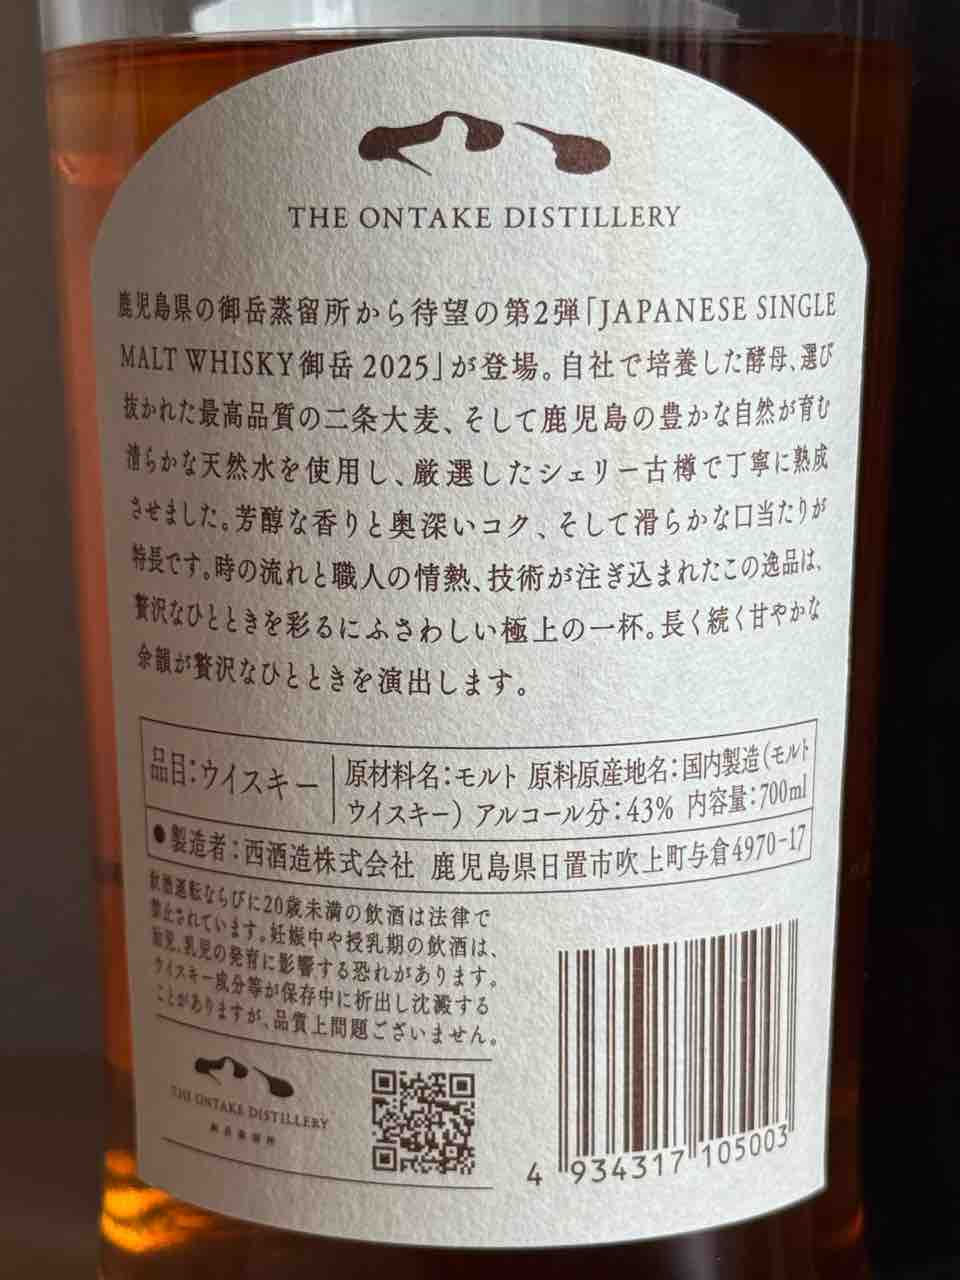 THE ONTAKE DISTILLERY
鹿児島県の御岳蒸留所から待望の第2弾「JAPANESE SINGLE
MALT WHISKY御岳 2025」が登場。自社で培養した酵母、選び
抜かれた最高品質の二条大麦、そして鹿児島の豊かな自然が育む
清らかな天然水を使用し、厳選したシェリー古樽で丁寧に熟成
させました。芳醇な香りと奥深いコク、そして滑らかな口当たりが
特長です。時の流れと職人の情熱、技術が注ぎ込まれたこの逸品は、
贅沢なひとときを彩るにふさわしい極上の一杯。長く続く甘やかな
余韻が贅沢なひとときを演出します。
品目:ウイスキー
原材料名:モルト 原料原産地名:国内製造(モルト
ウイスキー) アルコール分:43% 内容量:700ml
●製造者:西酒造株式会社 鹿児島県日置市吹上町与倉4970-17
飲酒運転ならびに20歳未満の飲酒は法律で
禁止されています。妊娠中や授乳期の飲酒は、
胎児、乳児の発育に影響する恐れがあります。
ウイスキー成分等が保存中に析出し沈澱する
ことがありますが、品質上問題ございません。
THE ONTAKE DISTILLERY
御岳蒸留所
4 934317 105003